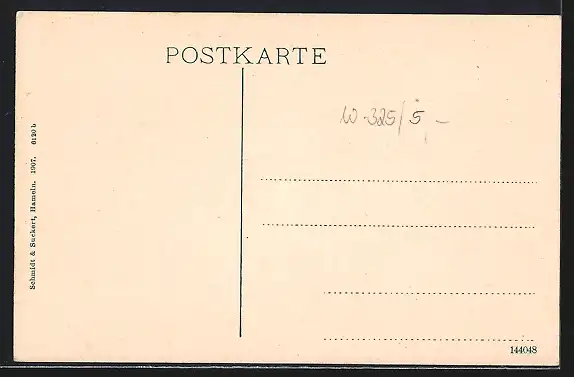 POSTKARTE
W-325/5,-
Schmidt & Suckert, Hameln. 1907. 0120 b
144048